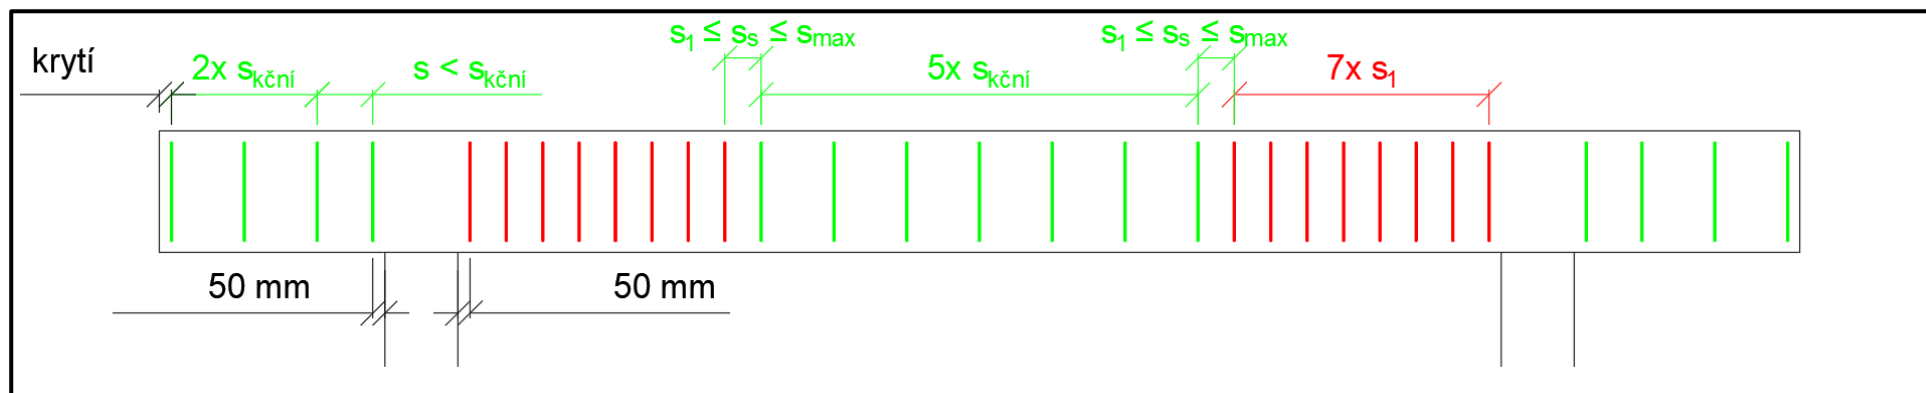 s₁ ≤ sₛ ≤ sₘₐₓ
s₁ ≤ sₛ ≤ sₘₐₓ
krytí
2x skční
s < skční
5x skční
7x s₁
50 mm
50 mm